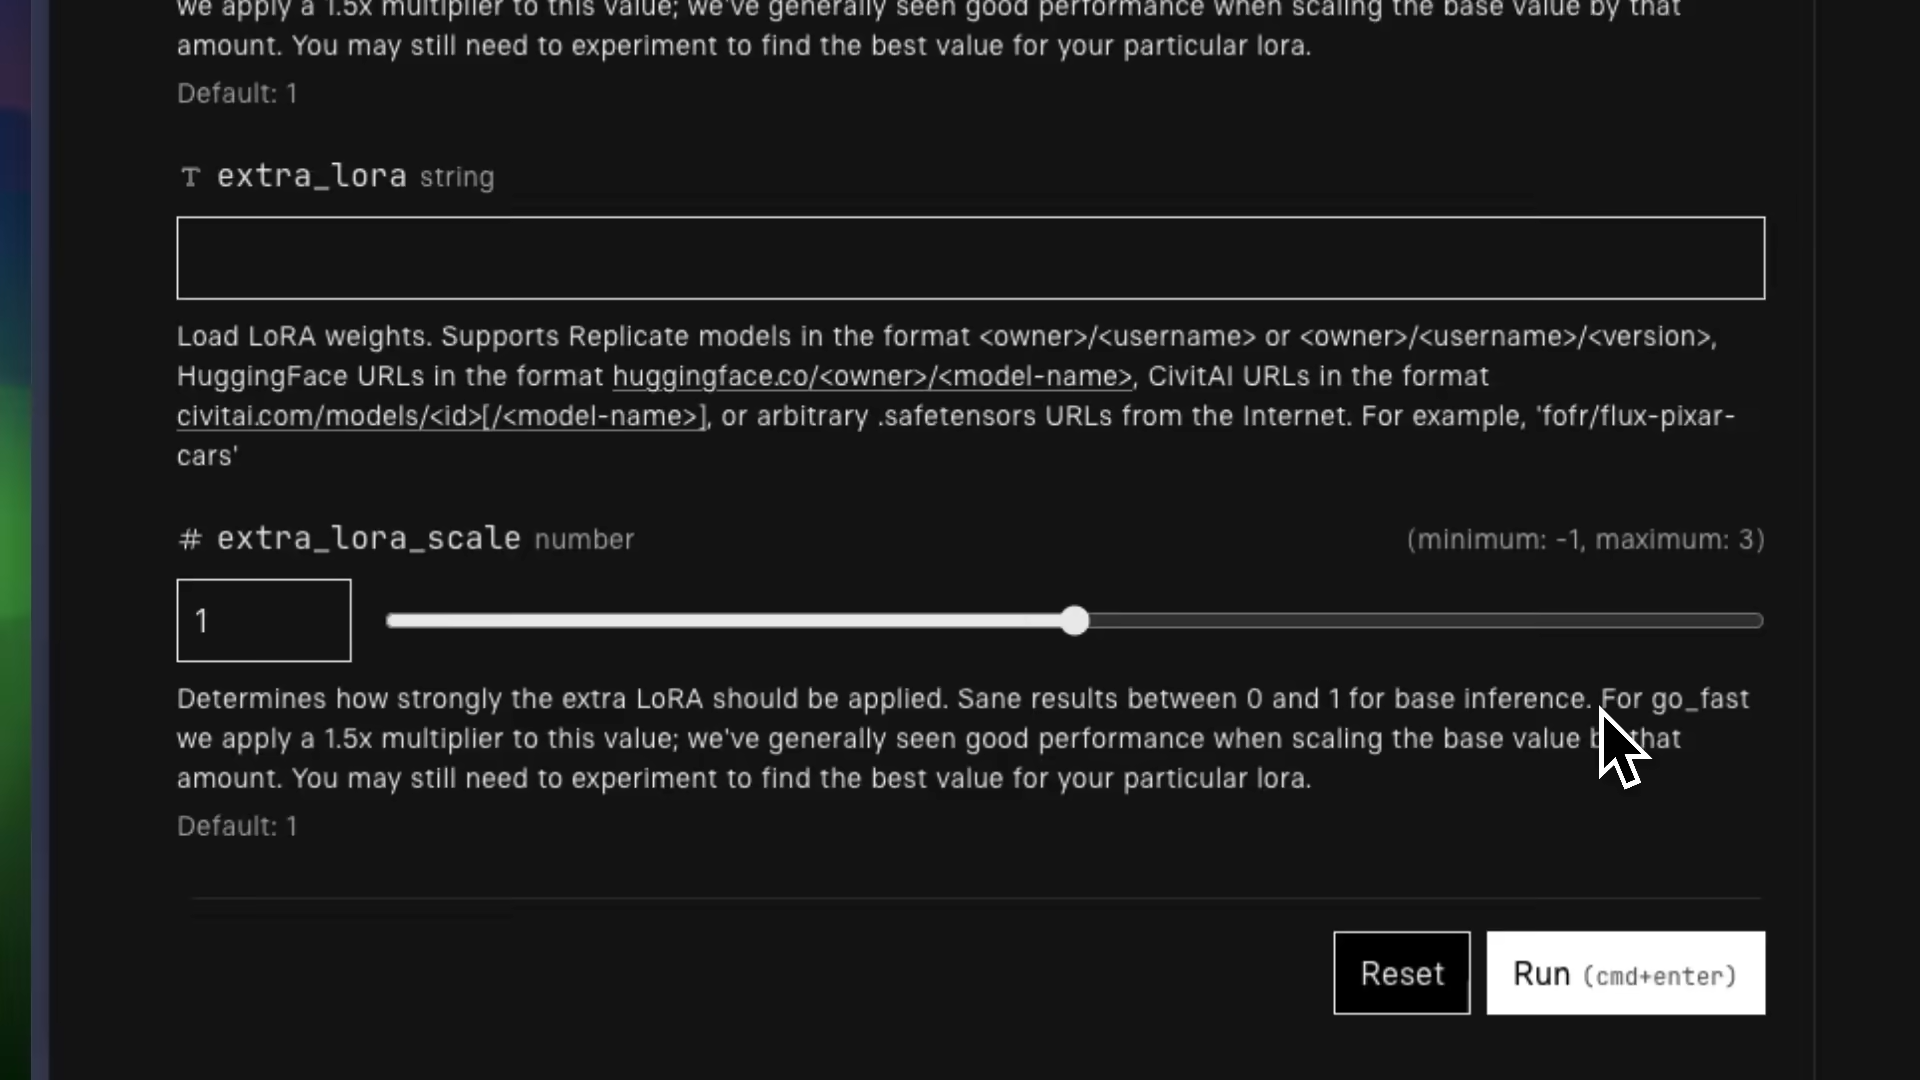 we apply a 1.5x multiplier to this value; we've generally seen good performance when scaling the base value by that
amount. You may still need to experiment to find the best value for your particular lora.
Default: 1
T extra_lora string
Load LoRA weights. Supports Replicate models in the format <owner>/<username> or <owner>/<username>/<version>,
HuggingFace URLs in the format huggingface.co/<owner>/<model-name>, CivitAI URLs in the format
civitai.com/models/<id>[/<model-name>], or arbitrary .safetensors URLs from the Internet. For example, 'fofr/flux-pixar-
cars'
# extra_lora_scale number (minimum: -1, maximum: 3)
1
Determines how strongly the extra LoRA should be applied. Sane results between 0 and 1 for base inference. For go_fast
we apply a 1.5x multiplier to this value; we've generally seen good performance when scaling the base value by that
amount. You may still need to experiment to find the best value for your particular lora.
Default: 1
Reset Run (cmd+enter)